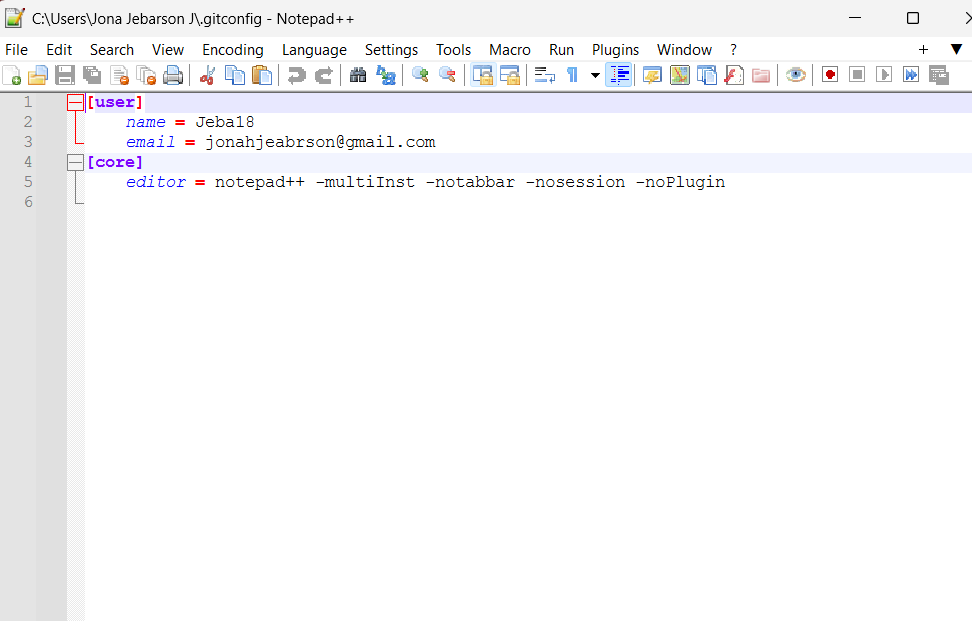 C:\Users\Jona Jebarson J\.gitconfig - Notepad++
File Edit Search View Encoding Language Settings Tools Macro Run Plugins Window ?
1 [user]
2 name = Jeba18
3 email = jonahjeabrson@gmail.com
4 [core]
5 editor = notepad++ -multiInst -notabbar -nosession -noPlugin
6